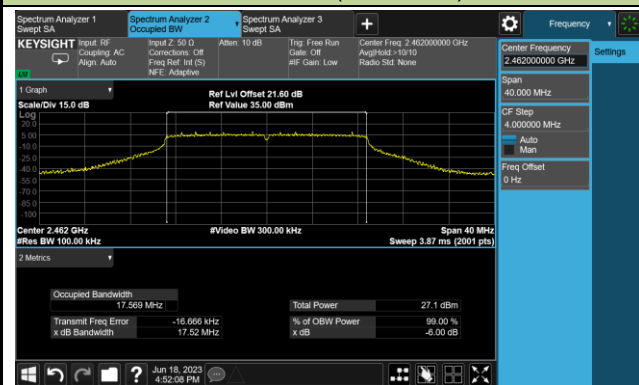 Spectrum Analyzer 1
Swept SA
Spectrum Analyzer 2
Occupied BW
Spectrum Analyzer 3
Swept SA
+
Frequency
KEYSIGHT
Input: RF
Coupling: AC
Align: Auto
Input Z: 50 Ω
Corrections: Off
Freq Ref: Int (S)
NFE: Adaptive
Atten: 10 dB
Trig: Free Run
Gate: Off
#IF Gain: Low
Center Freq: 2.462000000 GHz
Avg|Hold:>10/10
Radio Std: None
Center Frequency
2.462000000 GHz
Settings
Span
40.000 MHz
CF Step
4.000000 MHz
Auto
Man
Freq Offset
0 Hz
1 Graph
Scale/Div 15.0 dB
Ref Lvl Offset 21.60 dB
Ref Value 35.00 dBm
Log
20.0
5.00
-10.0
-25.0
-40.0
-55.0
-70.0
-85.0
-100
Center 2.462 GHz
#Res BW 100.00 kHz
#Video BW 300.00 kHz
Span 40 MHz
Sweep 3.87 ms (2001 pts)
2 Metrics
Occupied Bandwidth
17.569 MHz
Total Power 27.1 dBm
Transmit Freq Error -16.666 kHz
% of OBW Power 99.00 %
x dB Bandwidth 17.52 MHz
x dB -6.00 dB
?
Jun 18, 2023
4:52:08 PM